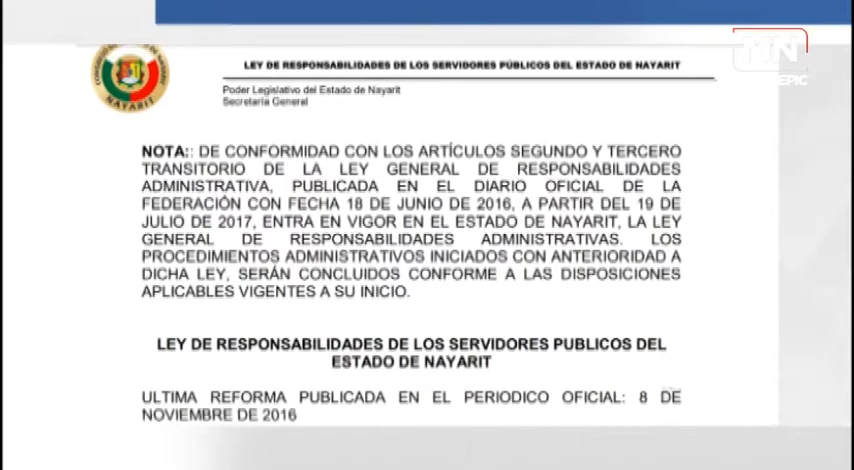 MN
EPIC
LEY DE RESPONSABILIDADES DE LOS SERVIDORES PÚBLICOS DEL ESTADO DE NAYARIT
Poder Legislativo del Estado de Nayarit
Secretaría General
NAYARIT
NOTA:: DE CONFORMIDAD CON LOS ARTÍCULOS SEGUNDO Y TERCERO
TRANSITORIO DE LA LEY GENERAL DE RESPONSABILIDADES
ADMINISTRATIVA, PUBLICADA EN EL DIARIO OFICIAL DE LA
FEDERACIÓN CON FECHA 18 DE JUNIO DE 2016, A PARTIR DEL 19 DE
JULIO DE 2017, ENTRA EN VIGOR EN EL ESTADO DE NAYARIT, LA LEY
GENERAL DE RESPONSABILIDADES ADMINISTRATIVAS. LOS
PROCEDIMIENTOS ADMINISTRATIVOS INICIADOS CON ANTERIORIDAD A
DICHA LEY, SERÁN CONCLUIDOS CONFORME A LAS DISPOSICIONES
APLICABLES VIGENTES A SU INICIO.
LEY DE RESPONSABILIDADES DE LOS SERVIDORES PUBLICOS DEL
ESTADO DE NAYARIT
ULTIMA REFORMA PUBLICADA EN EL PERIODICO OFICIAL: 8 DE
NOVIEMBRE DE 2016